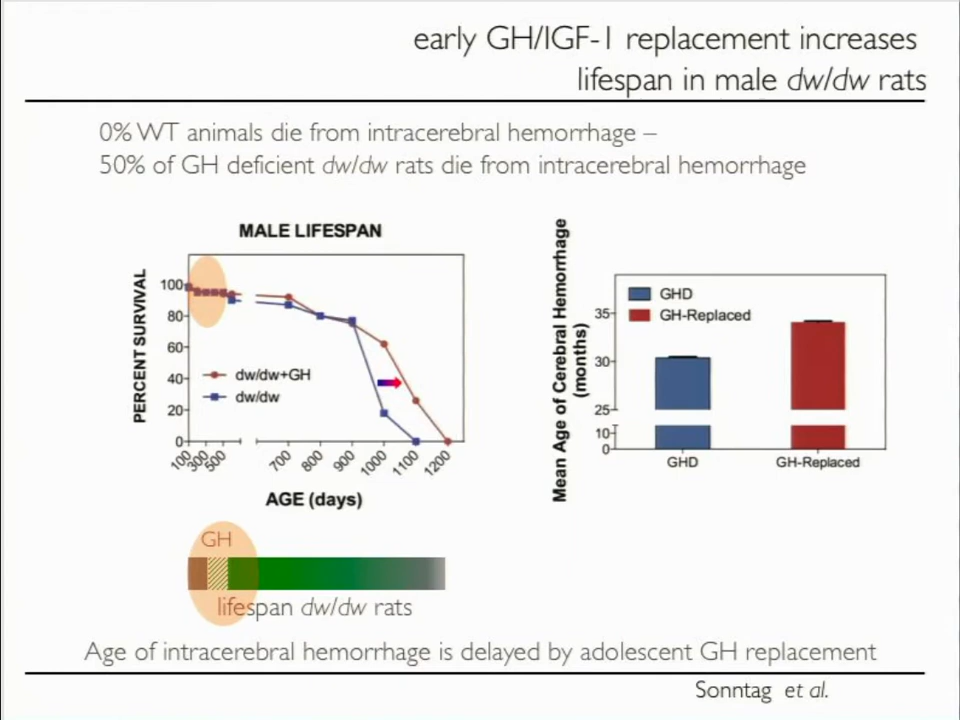 early GH/IGF-1 replacement increases
lifespan in male dw/dw rats
0% WT animals die from intracerebral hemorrhage –
50% of GH deficient dw/dw rats die from intracerebral hemorrhage
MALE LIFESPAN
PERCENT SURVIVAL
100
80
60
40
20
0
dw/dw+GH
dw/dw
100 300 500 700 800 900 1000 1100 1200
AGE (days)
Mean Age of Cerebral Hemorrhage
(months)
GHD
GH-Replaced
35
30
25
10
0
GHD GH-Replaced
GH
lifespan dw/dw rats
Age of intracerebral hemorrhage is delayed by adolescent GH replacement
Sonntag et al.